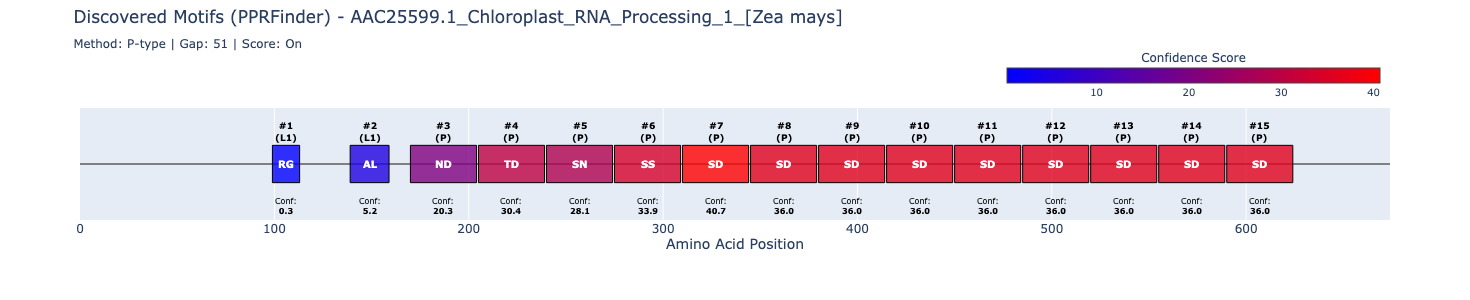 Discovered Motifs (PPRFinder) - AAC25599.1_Chloroplast_RNA_Processing_1_[Zea mays]
Method: P-type | Gap: 51 | Score: On
Confidence Score
10 20 30 40
#1 #2 #3 #4 #5 #6 #7 #8 #9 #10 #11 #12 #13 #14 #15
(L1) (L1) (P) (P) (P) (P) (P) (P) (P) (P) (P) (P) (P) (P) (P)
RG AL ND TD SN SS SD SD SD SD SD SD SD SD SD
Conf: Conf: Conf: Conf: Conf: Conf: Conf: Conf: Conf: Conf: Conf: Conf: Conf: Conf: Conf:
0.3 5.2 20.3 30.4 28.1 33.9 40.7 36.0 36.0 36.0 36.0 36.0 36.0 36.0 36.0
0 100 200 300 400 500 600
Amino Acid Position